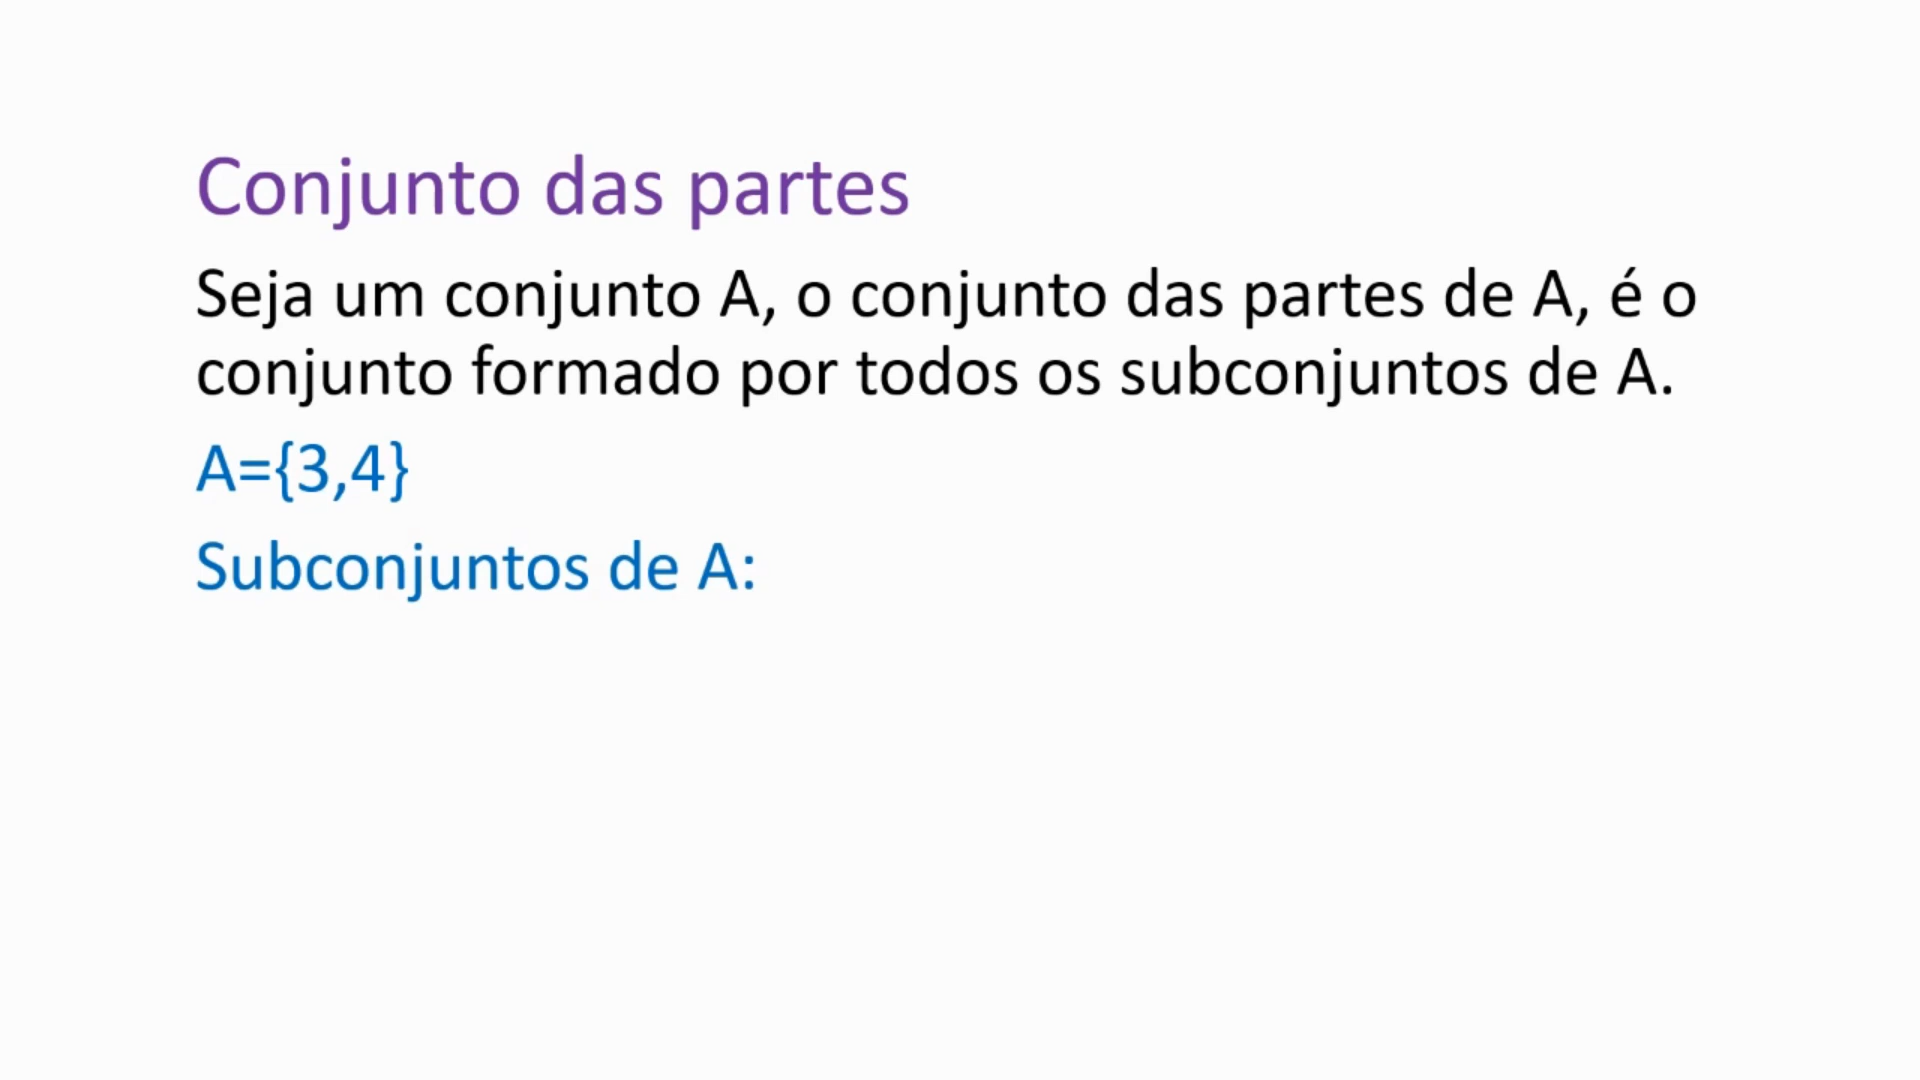 Conjunto das partes
Seja um conjunto A, o conjunto das partes de A, é o
conjunto formado por todos os subconjuntos de A.
A={3,4}
Subconjuntos de A: